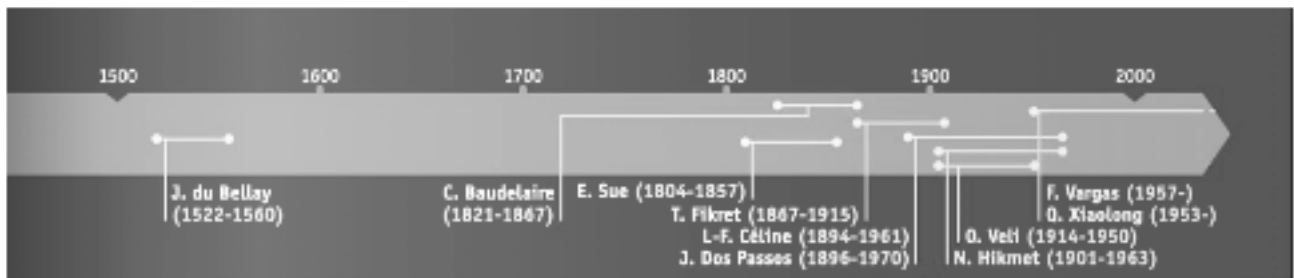 1500 1600 1700 1800 1900 2000
J. du Bellay
(1522-1560)
C. Baudelaire
(1821-1867)
E. Sue (1804-1857)
T. Fikret (1867-1915)
L-F. Céline (1894-1961)
J. Dos Passos (1896-1970)
F. Vargas (1957-)
Q. Xiaolong (1953-)
O. Veli (1914-1950)
N. Hikmet (1901-1963)